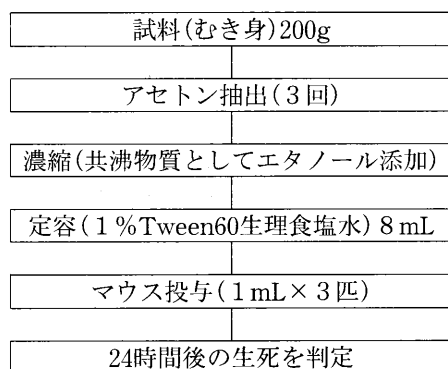 試料(むき身)200g
アセトン抽出(3回)
濃縮(共沸物質としてエタノール添加)
定容(1%Tween60生理食塩水)8mL
マウス投与(1mL×3匹)
24時間後の生死を判定